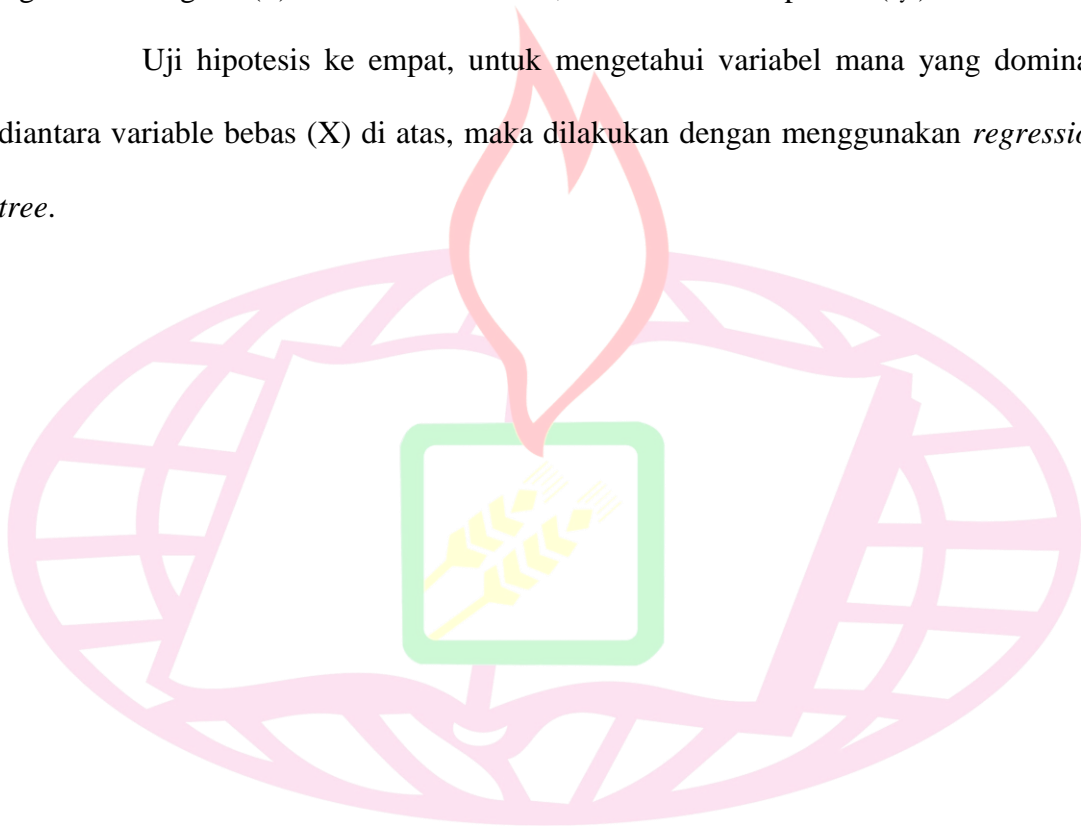 Uji hipotesis ke empat, untuk mengetahui variabel mana yang domina
diantara variable bebas (X) di atas, maka dilakukan dengan menggunakan regressio
tree.